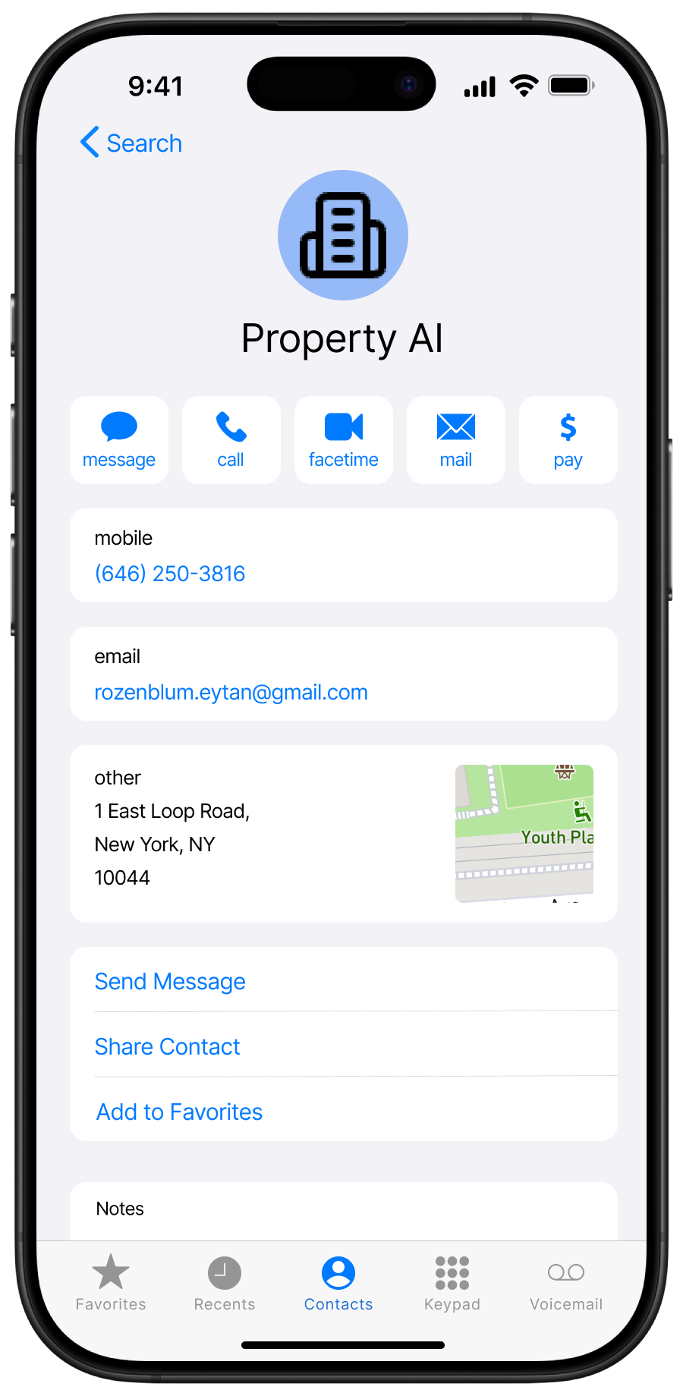 9:41
Search
Property AI
message
call
facetime
mail
pay
mobile
(646) 250-3816
email
rozenblum.eytan@gmail.com
other
1 East Loop Road,
New York, NY
10044
Youth Pla
Send Message
Share Contact
Add to Favorites
Notes
Favorites
Recents
Contacts
Keypad
Voicemail